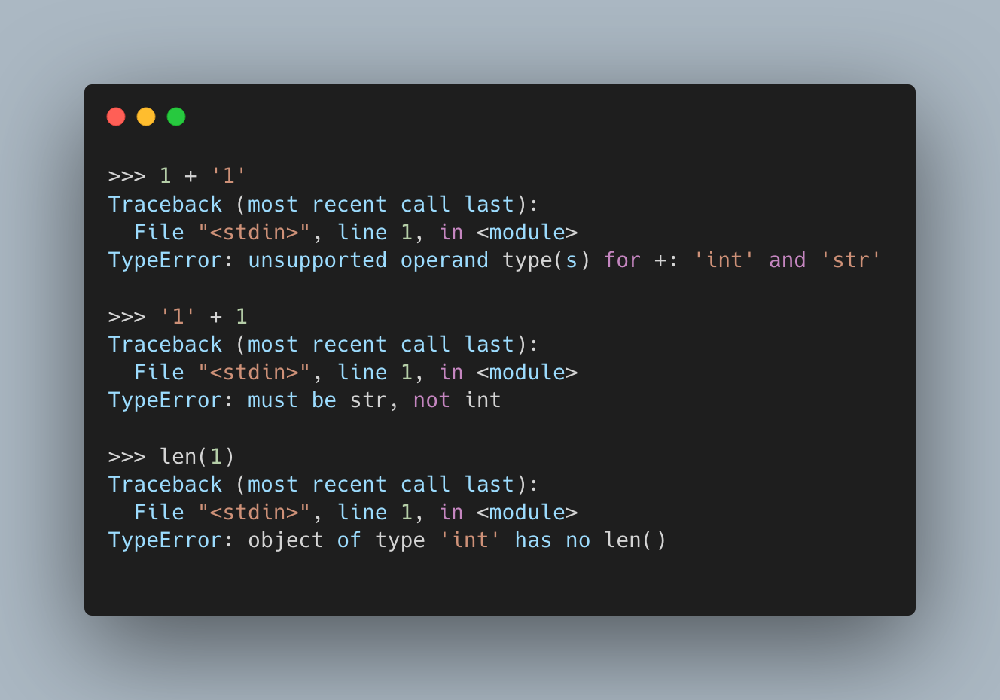 >>> 1 + '1'
Traceback (most recent call last):
  File "<stdin>", line 1, in <module>
TypeError: unsupported operand type(s) for +: 'int' and 'str'

>>> '1' + 1
Traceback (most recent call last):
  File "<stdin>", line 1, in <module>
TypeError: must be str, not int

>>> len(1)
Traceback (most recent call last):
  File "<stdin>", line 1, in <module>
TypeError: object of type 'int' has no len()